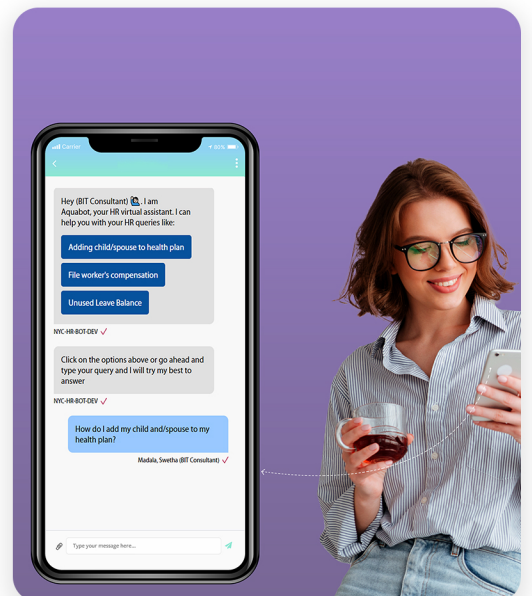 Carrier
86%
Hey (BIT Consultant) 🙋. I am
Aquabot, your HR virtual assistant. I can
help you with your HR queries like:
Adding child/spouse to health plan
File worker's compensation
Unused Leave Balance
NYC-HR-BOT-DEV
Click on the options above or go ahead and
type your query and I will try my best to
answer
NYC-HR-BOT-DEV
How do I add my child and/spouse to my
health plan?
Madala, Swetha (BIT Consultant)
Type your message here...